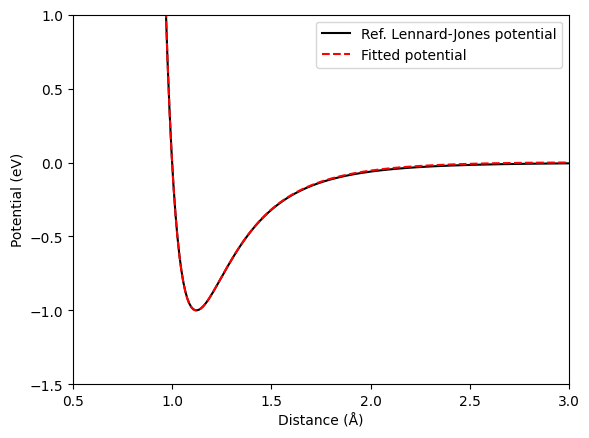 Ref. Lennard-Jones potential
Fitted potential
1.0
0.5
0.0
−0.5
−1.0
−1.5
Potential (eV)
0.5 1.0 1.5 2.0 2.5 3.0
Distance (Å)